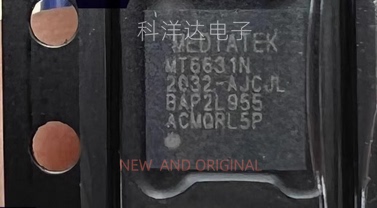 科洋达电子
MEDIATEK
MT6631N
2032-AJCJL
BAP2L955
ACMQRL5P
NEW AND ORIGINAL